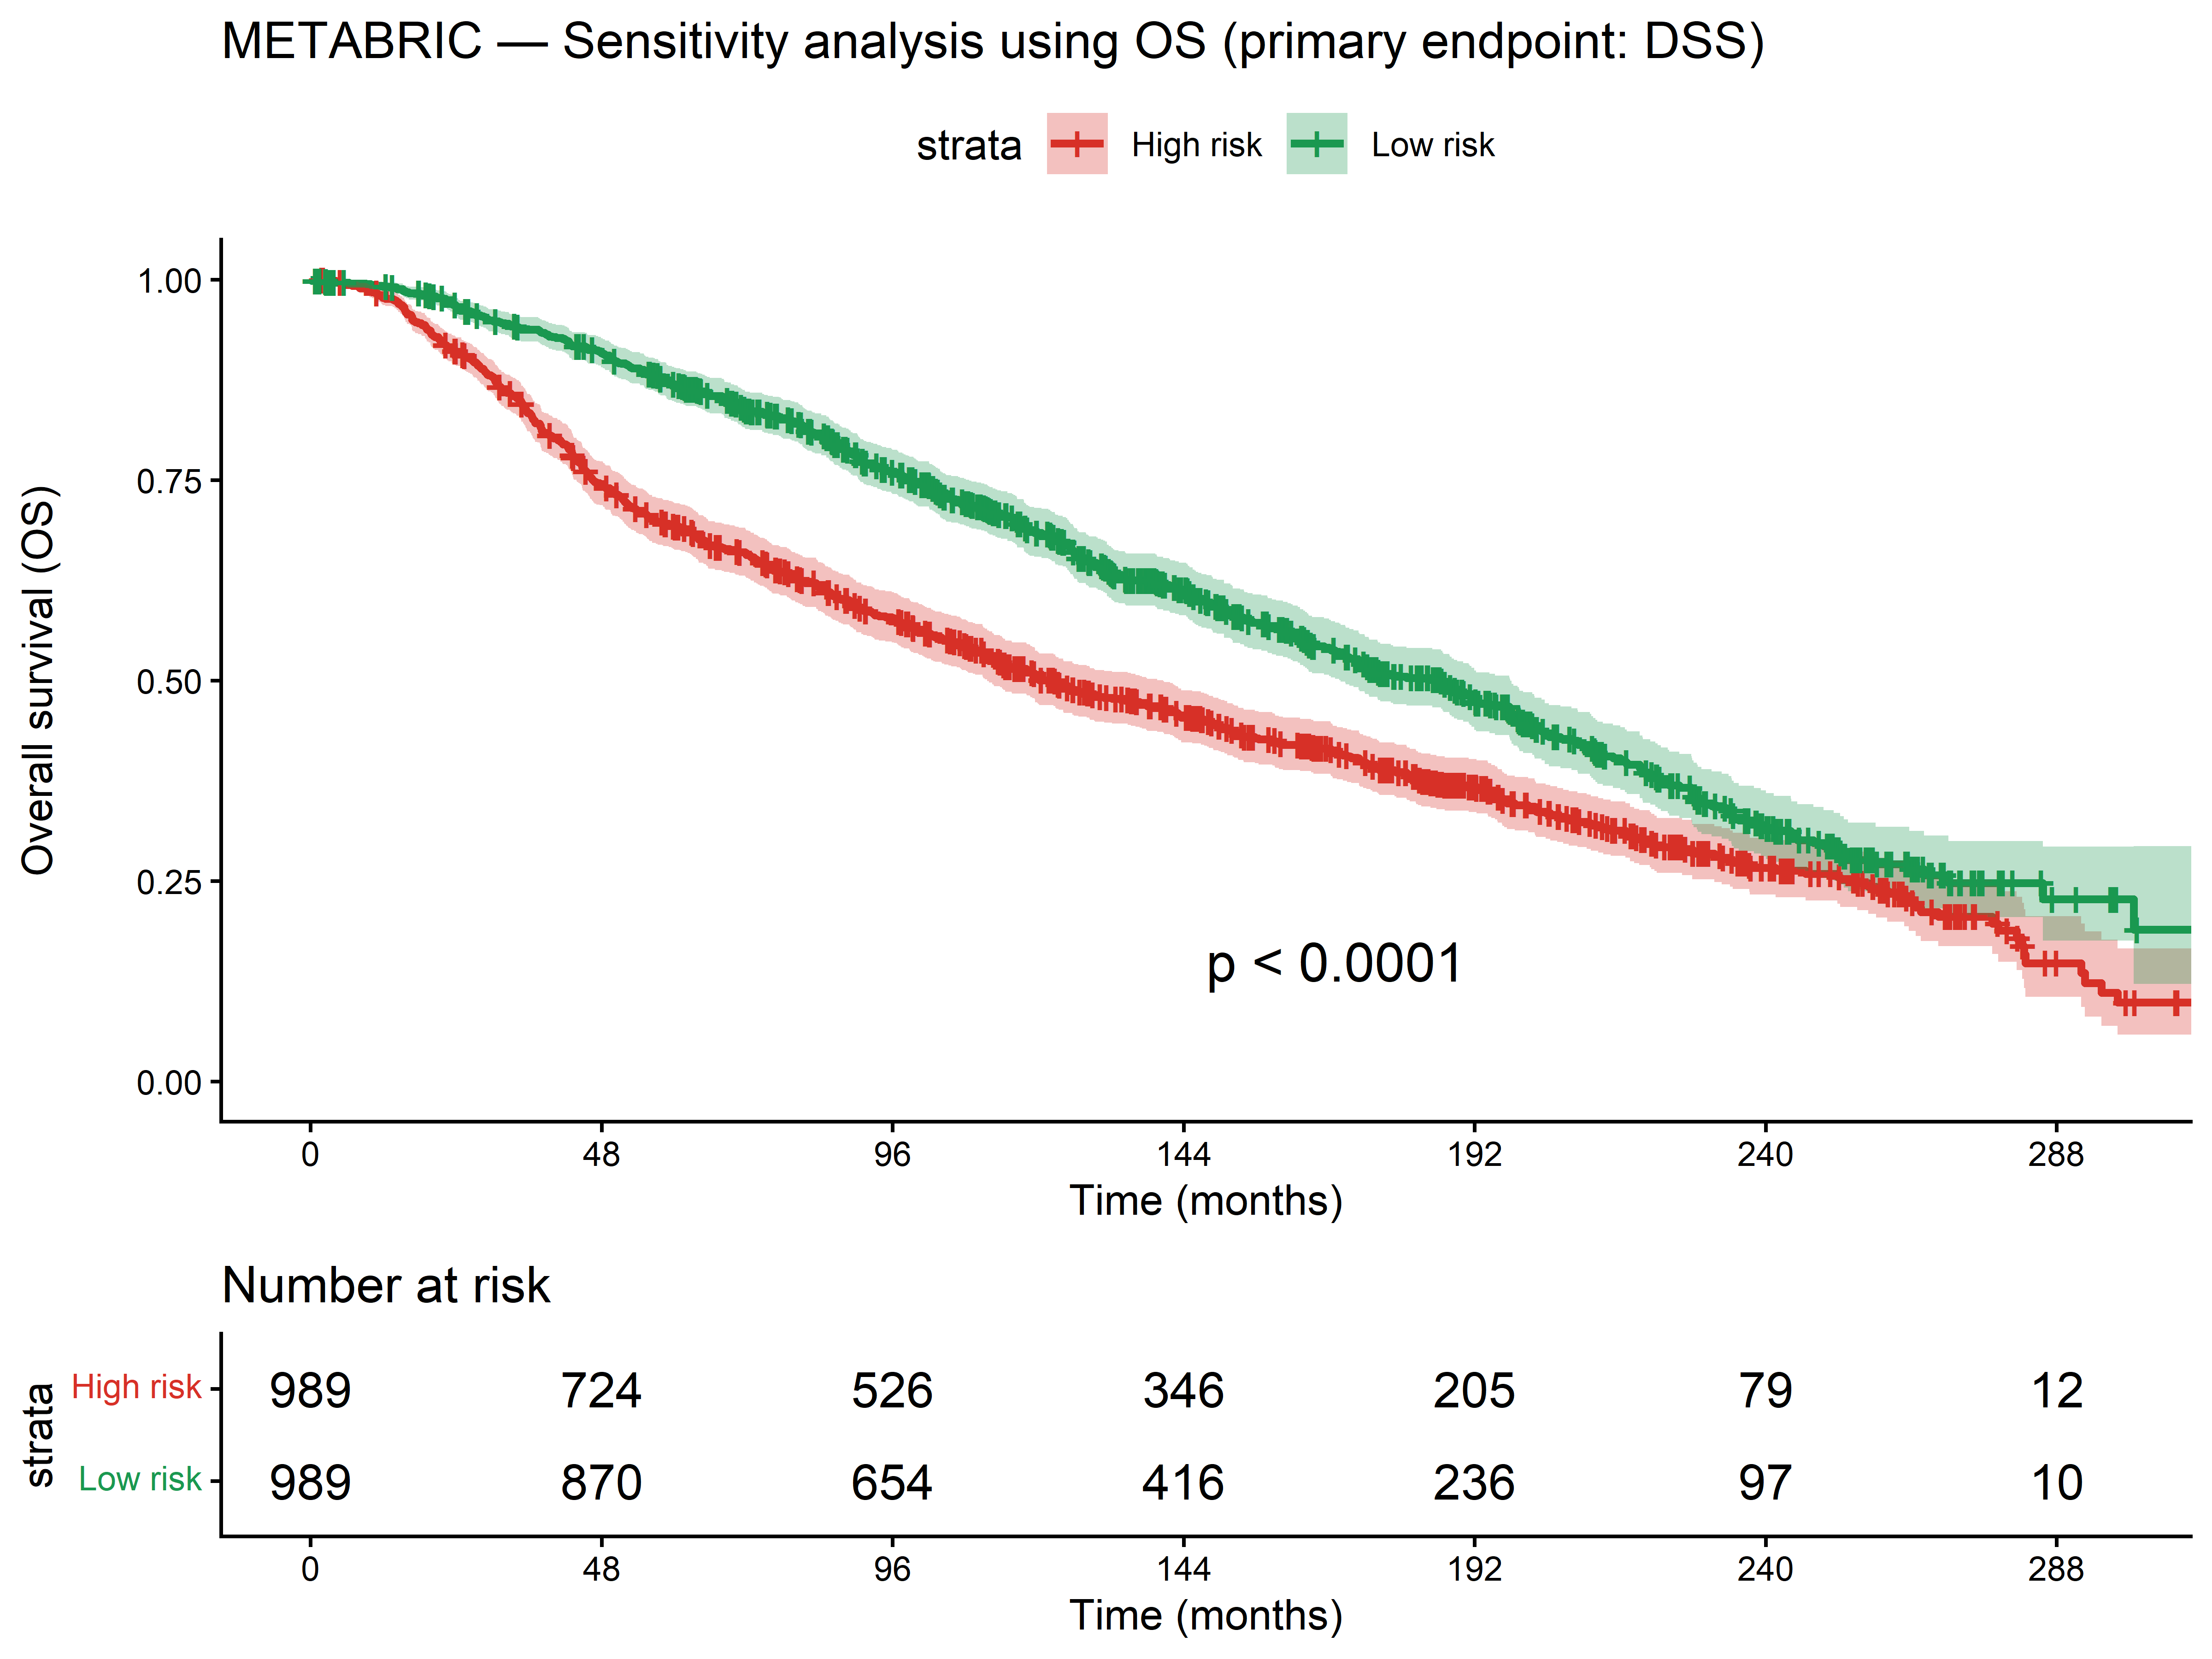 METABRIC — Sensitivity analysis using OS (primary endpoint: DSS)
strata High risk Low risk
Overall survival (OS)
1.00
0.75
0.50
0.25
0.00
p < 0.0001
0 48 96 144 192 240 288
Time (months)
Number at risk
strata
High risk 989 724 526 346 205 79 12
Low risk 989 870 654 416 236 97 10
0 48 96 144 192 240 288
Time (months)